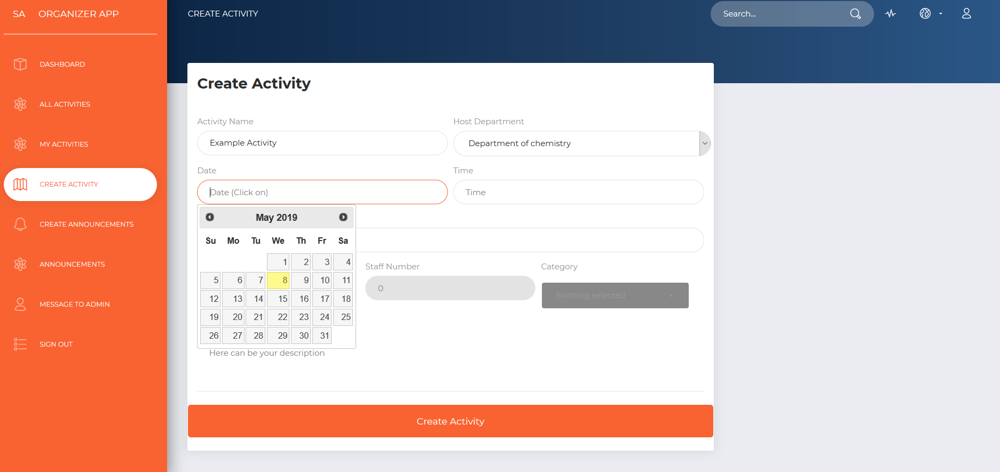 SA ORGANIZER APP
CREATE ACTIVITY
Search...
DASHBOARD
ALL ACTIVITIES
MY ACTIVITIES
CREATE ACTIVITY
CREATE ANNOUNCEMENTS
ANNOUNCEMENTS
MESSAGE TO ADMIN
SIGN OUT
Create Activity
Activity Name Host Department
Example Activity Department of chemistry
Date Time
Date (Click on) Time
May 2019
Su Mo Tu We Th Fr Sa
1 2 3 4
5 6 7 8 9 10 11
12 13 14 15 16 17 18
19 20 21 22 23 24 25
26 27 28 29 30 31
Staff Number Category
0 Nothing selected
Here can be your description
Create Activity